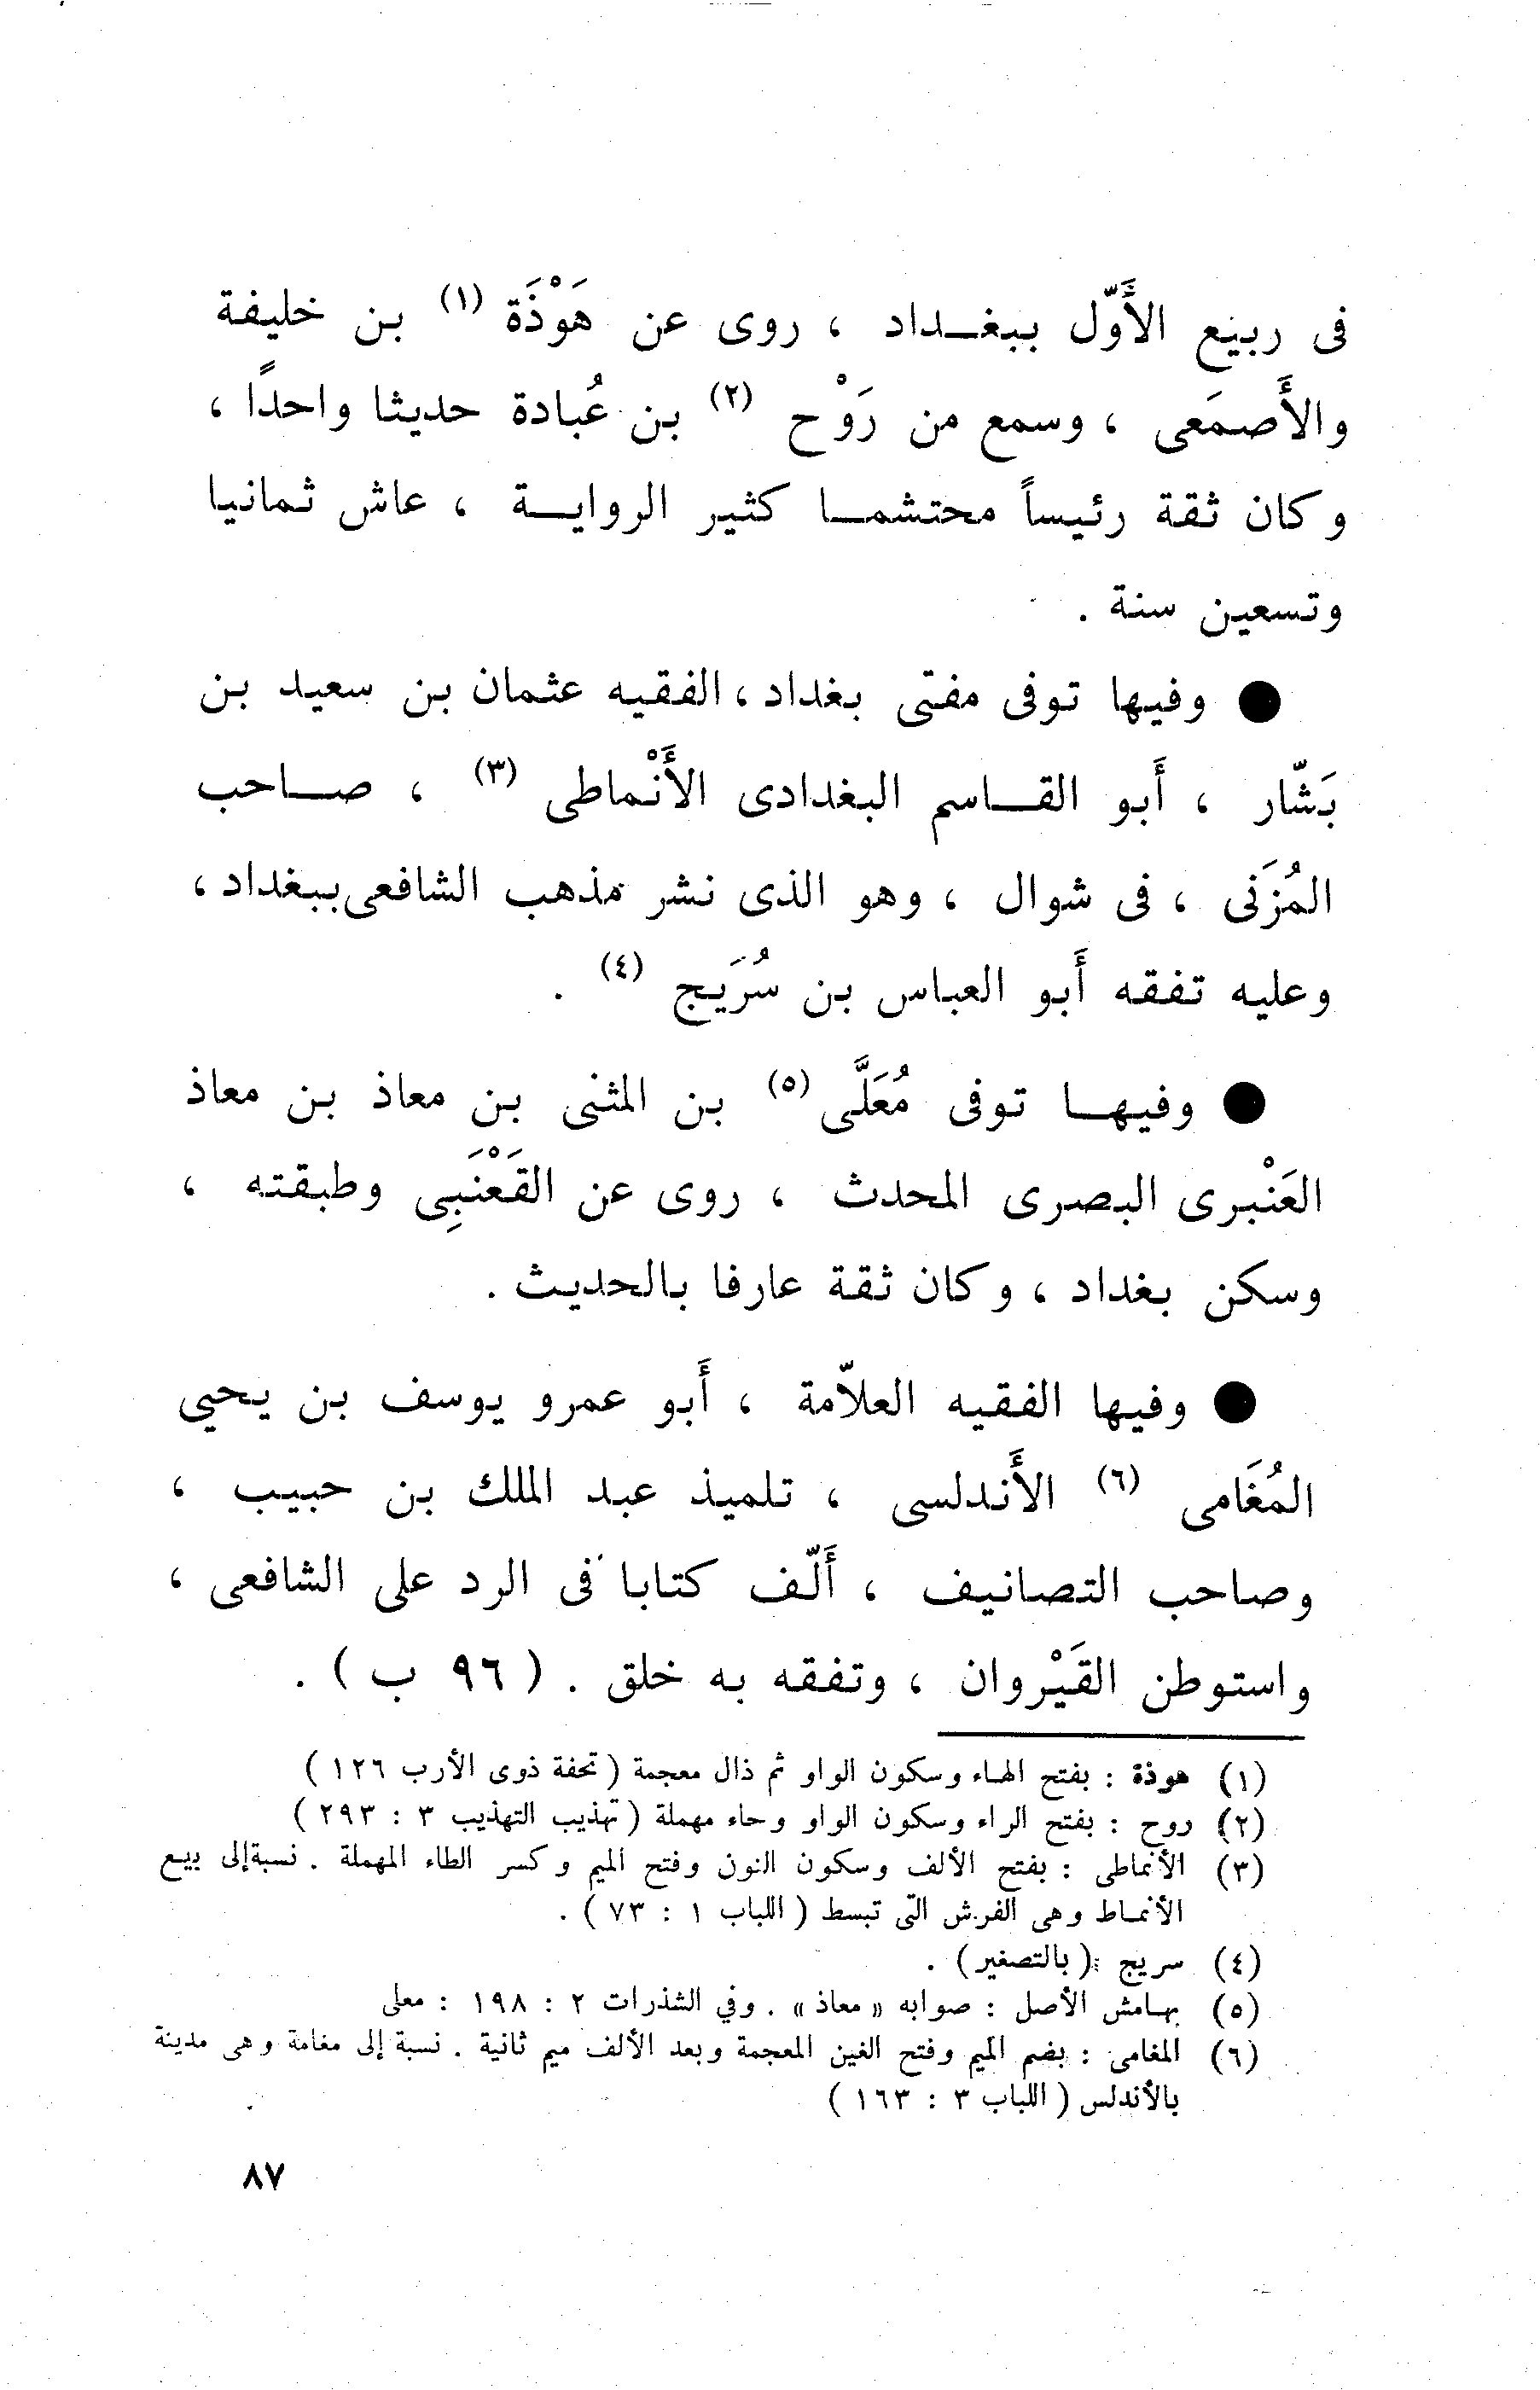 فى ربيع الأَوّل ببغداد ، روى عن هَوْذَة (١) بن خليفة
والأَصمَعى ، وسمع من رَوْح (٢) بن عُبادة حديثا واحدًا ،
وكان ثقة رئيساً محتشما كثير الرواية ، عاش ثمانيا
وتسعين سنة .
● وفيها توفى مفتى بغداد ، الفقيه عثمان بن سعيد بن
بَشّار ، أَبو القاسم البغدادى الأَنْماطى (٣) ، صاحب
المُزَنى ، فى شوال ، وهو الذى نشر مذهب الشافعى ببغداد ،
وعليه تفقه أَبو العباس بن سُرَيج (٤) .
● وفيها توفى مُعَلَّى (٥) بن المثنى بن معاذ بن معاذ
العَنْبرى البصرى المحدث ، روى عن القَعْنَبِى وطبقته ،
وسكن بغداد ، وكان ثقة عارفا بالحديث .
● وفيها الفقيه العلاّمة ، أَبو عمرو يوسف بن يحيى
المُغَامى (٦) الأَندلسى ، تلميذ عبد الملك بن حبيب ،
وصاحب التصانيف ، أَلّف كتابا فى الرد على الشافعى ،
واستوطن القَيْروان ، وتفقه به خلق . ( ٩٦ ب ) .
(١) هوذة : بفتح الهاء وسكون الواو ثم ذال معجمة ( تحفة ذوى الأرب ١٢٦ )
(٢) روح : بفتح الراء وسكون الواو وحاء مهملة ( تهذيب التهذيب ٣ : ٢٩٣ )
(٣) الأنماطى : بفتح الألف وسكون النون وفتح الميم وكسر الطاء المهملة . نسبة إلى بيع
الأنماط وهى الفرش التى تبسط ( اللباب ١ : ٧٣ ) .
(٤) سريج : ( بالتصغير ) .
(٥) بهامش الأصل : صوابه « معاذ » . وفي الشذرات ٢ : ١٩٨ : معلى
(٦) المغامى : بضم الميم وفتح الغين المعجمة وبعد الألف ميم ثانية . نسبة إلى مغامة وهى مدينة
بالأندلس ( اللباب ٣ : ١٦٣ )
٨٧